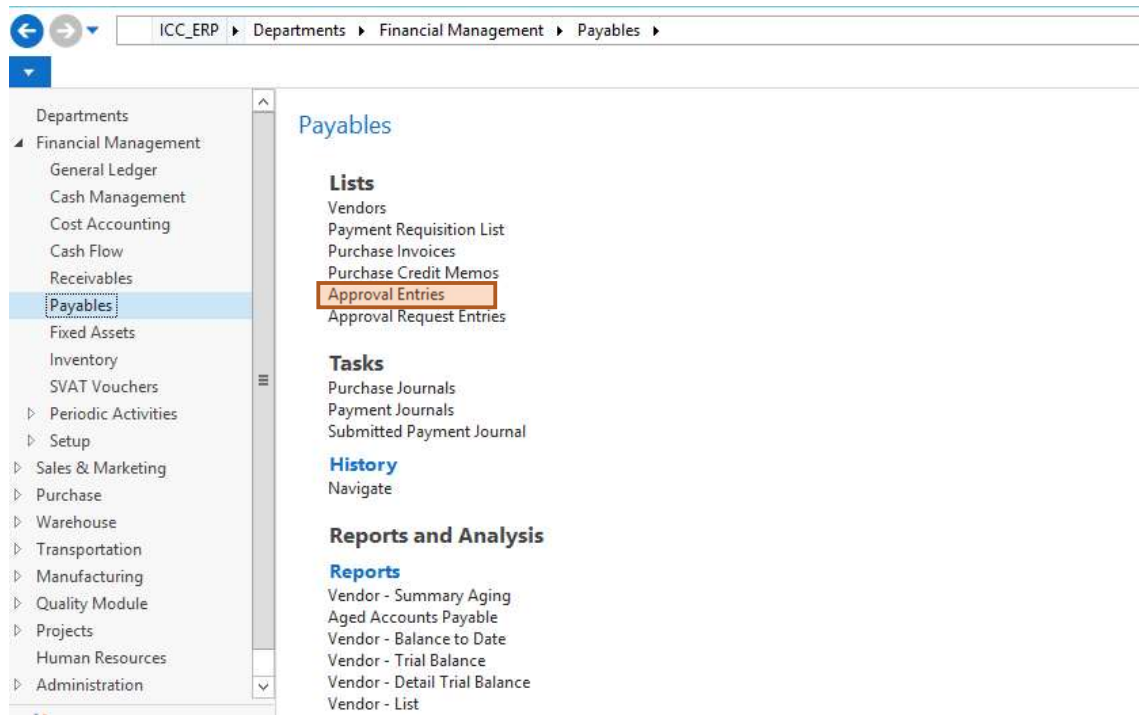 ICC_ERP Departments Financial Management Payables
Departments
Financial Management
General Ledger
Cash Management
Cost Accounting
Cash Flow
Receivables
Payables
Fixed Assets
Inventory
SVAT Vouchers
Periodic Activities
Setup
Sales & Marketing
Purchase
Warehouse
Transportation
Manufacturing
Quality Module
Projects
Human Resources
Administration
Payables
Lists
Vendors
Payment Requisition List
Purchase Invoices
Purchase Credit Memos
Approval Entries
Approval Request Entries
Tasks
Purchase Journals
Payment Journals
Submitted Payment Journal
History
Navigate
Reports and Analysis
Reports
Vendor - Summary Aging
Aged Accounts Payable
Vendor - Balance to Date
Vendor - Trial Balance
Vendor - Detail Trial Balance
Vendor - List